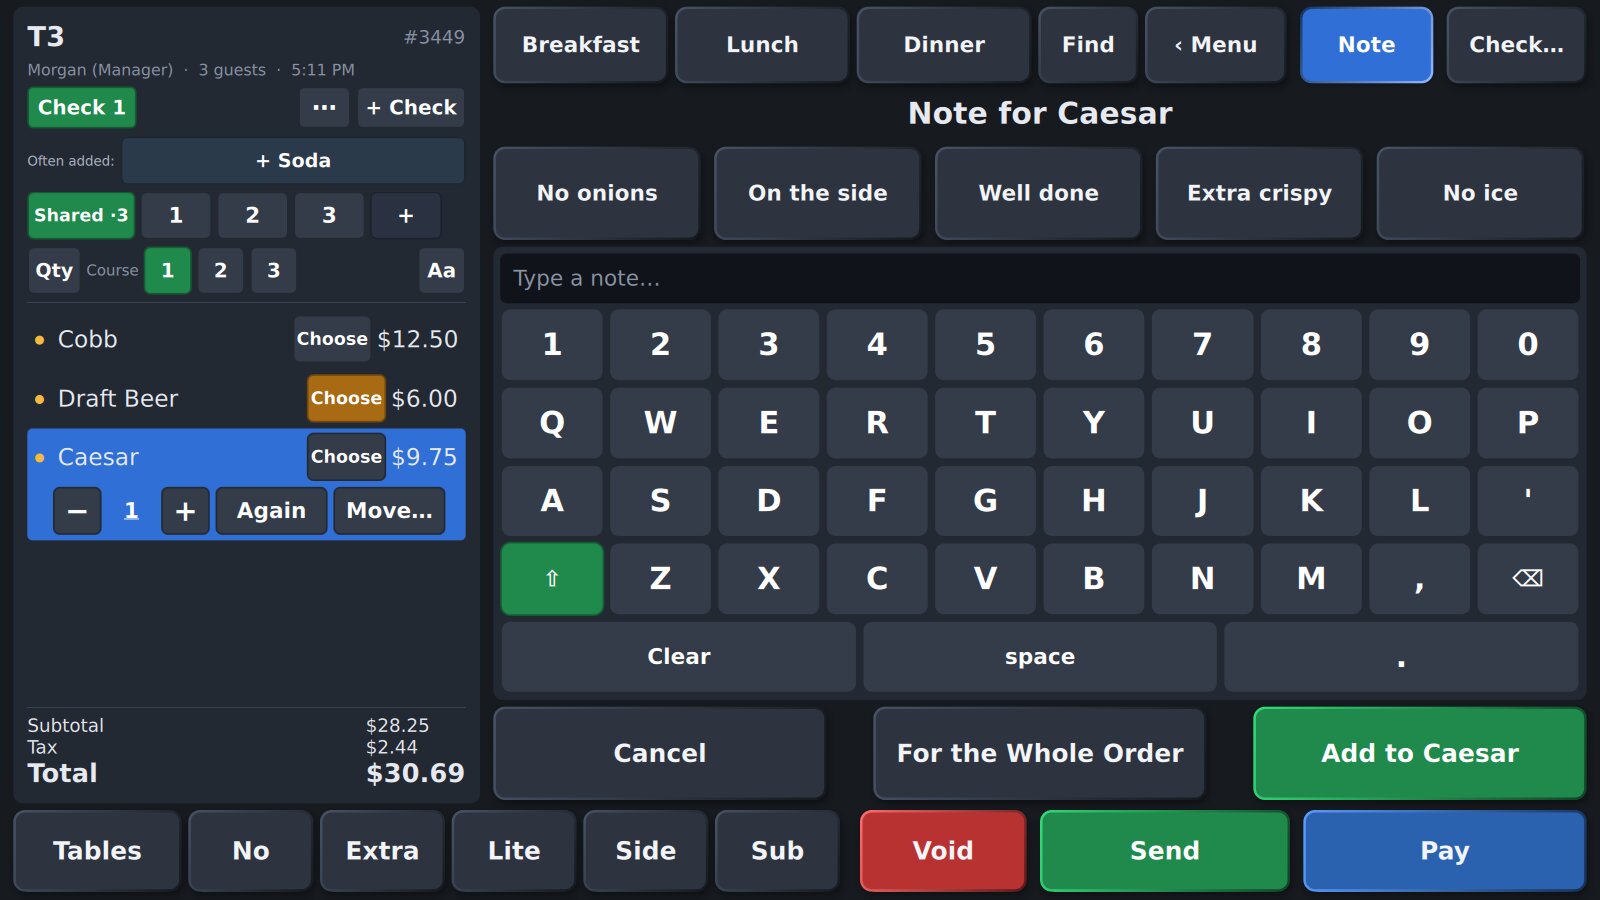 T3
#3449
Morgan (Manager) · 3 guests · 5:11 PM
Check 1
···
+ Check
Often added:
+ Soda
Shared ·3
1
2
3
+
Qty
Course
1
2
3
Aa
Cobb
Choose
$12.50
Draft Beer
Choose
$6.00
Caesar
Choose
$9.75
−
1
+
Again
Move…
Subtotal
$28.25
Tax
$2.44
Total
$30.69
Breakfast
Lunch
Dinner
Find
‹ Menu
Note
Check…
Note for Caesar
No onions
On the side
Well done
Extra crispy
No ice
Type a note…
1 2 3 4 5 6 7 8 9 0
Q W E R T Y U I O P
A S D F G H J K L '
⇧ Z X C V B N M , ⌫
Clear
space
.
Cancel
For the Whole Order
Add to Caesar
Tables
No
Extra
Lite
Side
Sub
Void
Send
Pay